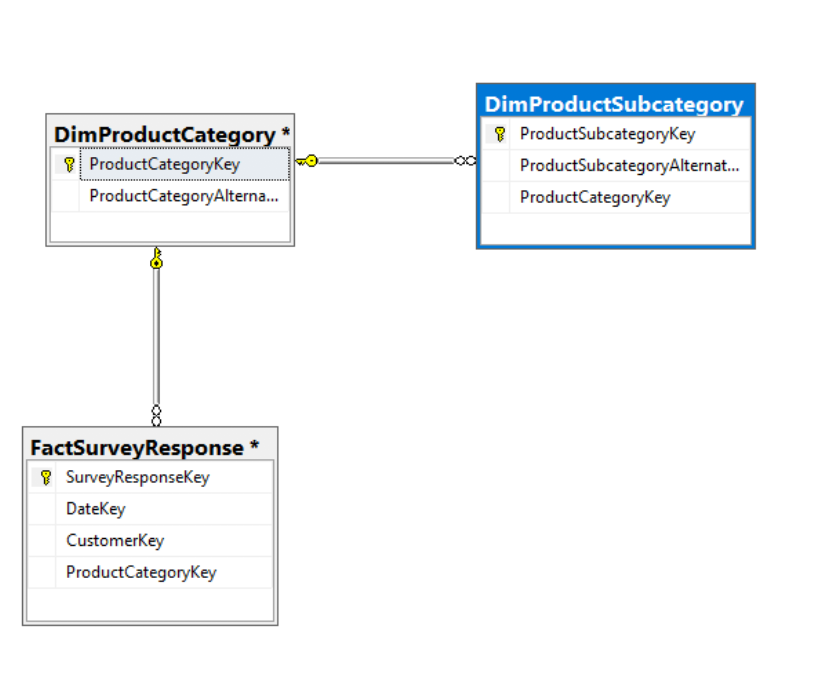 DimProductCategory *
ProductCategoryKey
ProductCategoryAlterna...
DimProductSubcategory
ProductSubcategoryKey
ProductSubcategoryAlternat...
ProductCategoryKey
FactSurveyResponse *
SurveyResponseKey
DateKey
CustomerKey
ProductCategoryKey